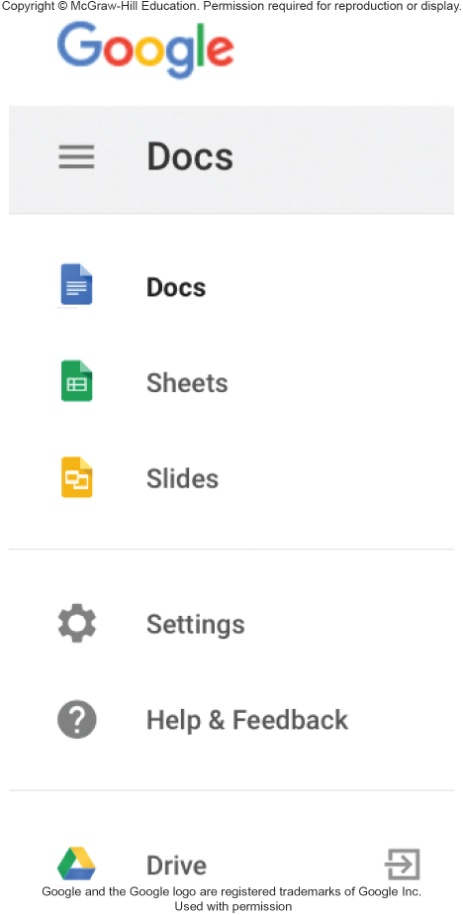 Copyright © McGraw-Hill Education. Permission required for reproduction or display.
Google
Docs
Docs
Sheets
Slides
Settings
? Help & Feedback
Drive
Google and the Google logo are registered trademarks of Google Inc.
Used with permission